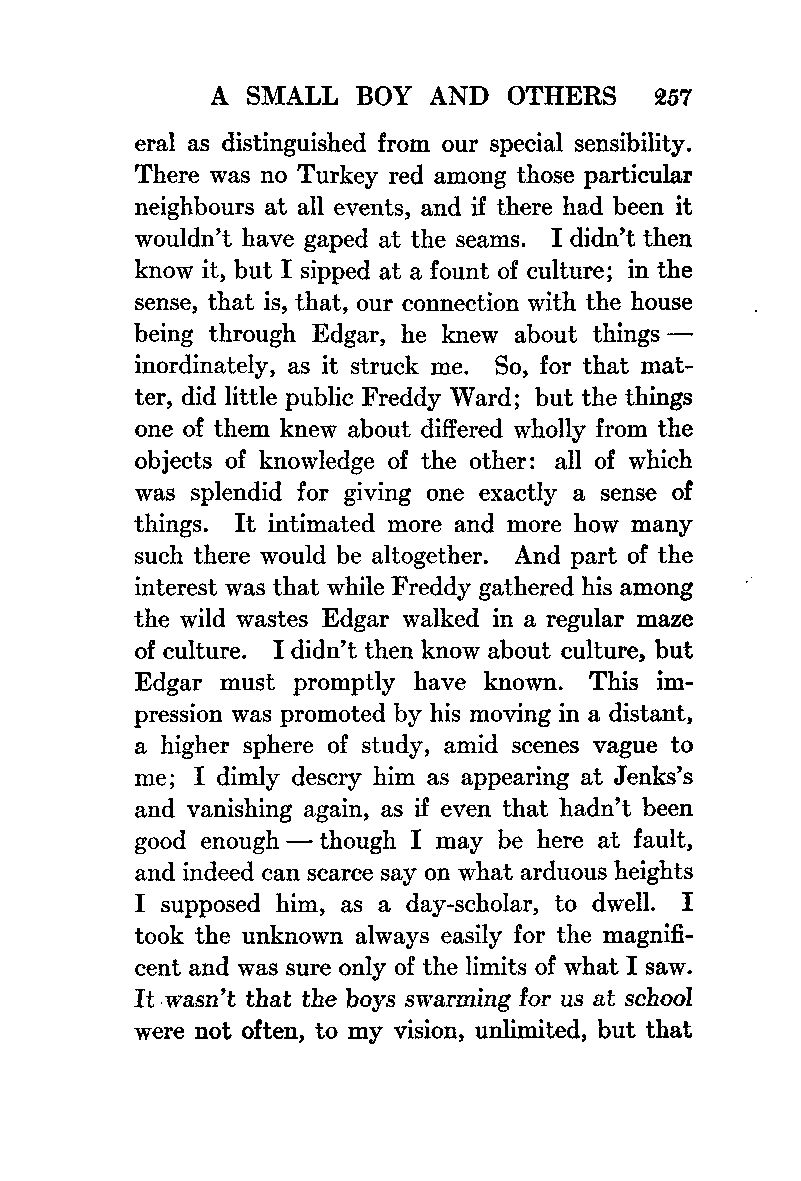 A SMALL BOY AND OTHERS 257
eral as distinguished from our special sensibility.
There was no Turkey red among those particular
neighbours at all events, and if there had been it
wouldn't have gaped at the seams. I didn't then
know it, but I sipped at a fount of culture; in the
sense, that is, that, our connection with the house
being through Edgar, he knew about things —
inordinately, as it struck me. So, for that mat-
ter, did little public Freddy Ward; but the things
one of them knew about differed wholly from the
objects of knowledge of the other: all of which
was splendid for giving one exactly a sense of
things. It intimated more and more how many
such there would be altogether. And part of the
interest was that while Freddy gathered his among
the wild wastes Edgar walked in a regular maze
of culture. I didn't then know about culture, but
Edgar must promptly have known. This im-
pression was promoted by his moving in a distant,
a higher sphere of study, amid scenes vague to
me; I dimly descry him as appearing at Jenks's
and vanishing again, as if even that hadn't been
good enough — though I may be here at fault,
and indeed can scarce say on what arduous heights
I supposed him, as a day-scholar, to dwell. I
took the unknown always easily for the magnifi-
cent and was sure only of the limits of what I saw.
It wasn't that the boys swarming for us at school
were not often, to my vision, unlimited, but that